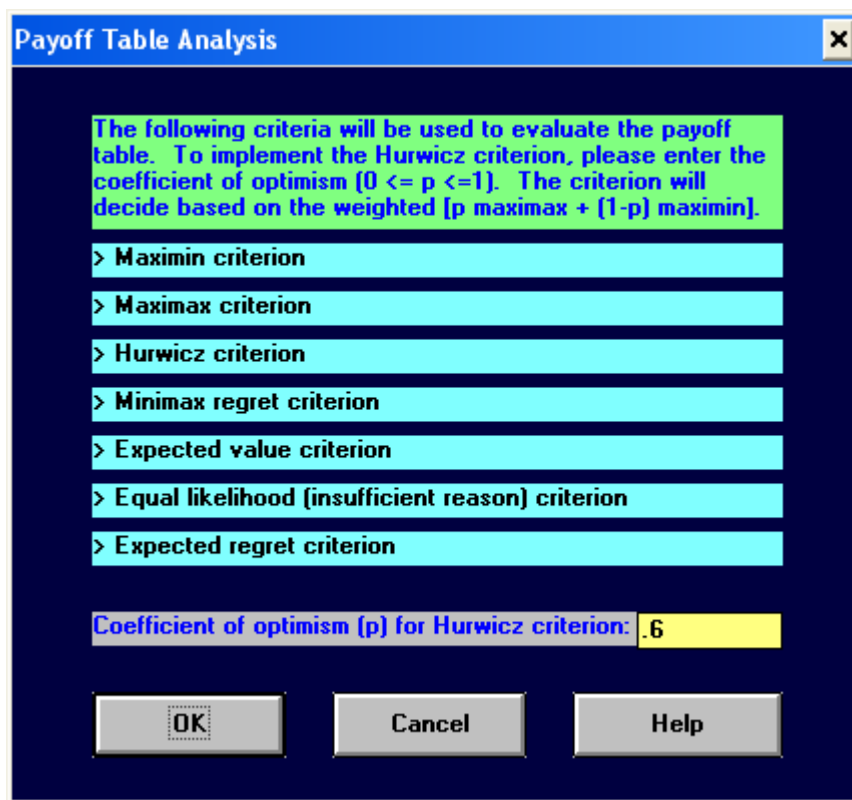 Payoff Table Analysis
The following criteria will be used to evaluate the payoff
table.  To implement the Hurwicz criterion, please enter the
coefficient of optimism (0 <= p <=1).  The criterion will
decide based on the weighted [p maximax + (1-p) maximin].
> Maximin criterion
> Maximax criterion
> Hurwicz criterion
> Minimax regret criterion
> Expected value criterion
> Equal likelihood (insufficient reason) criterion
> Expected regret criterion
Coefficient of optimism (p) for Hurwicz criterion: .6
OK Cancel Help